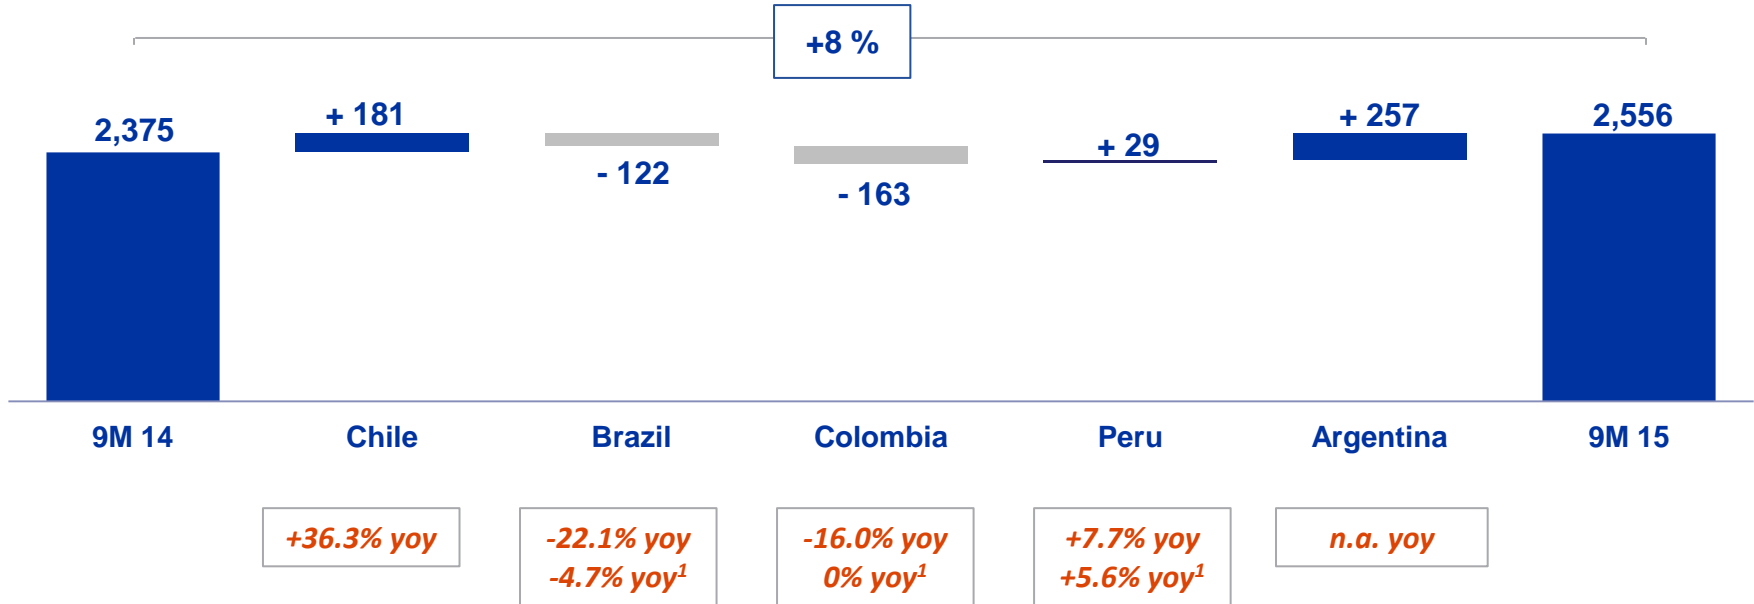 +8 %
2,375
+ 181
- 122
- 163
+ 29
+ 257
2,556
9M 14
Chile
Brazil
Colombia
Peru
Argentina
9M 15
+36.3% yoy
-22.1% yoy
-4.7% yoy¹
-16.0% yoy
0% yoy¹
+7.7% yoy
+5.6% yoy¹
n.a. yoy